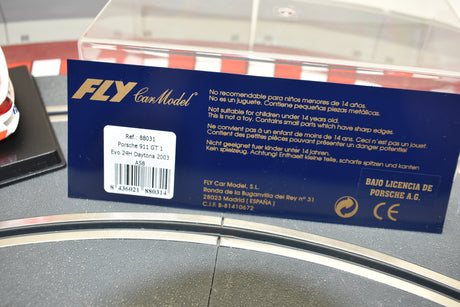 FLY Car Model
No recomendado para niños menores de 14 años.
No es un juguete. Contiene pequeñas piezas metálicas.
Not suitable for children under 14 years old.
This is not a toy. Contains small parts which have sharp edges.
Ne convient pas à un enfant de moins de 14 ans. Ceci n'est pas un jouet.
Contient des petites pièces pouvant présenter un danger potentiel
Nicht geeignet fuer kinder unter 14 jahren.
Kein spielzeug. Achtung! Enthaelt kleine teile, scharfe spitzen und kanten
Ref.: 88031
Porsche 911 GT 1
Evo 24H Daytona 2003
A58
8 436021 880314
FLY Car Model, S.L.
Ronda de la Buganvilla del Rey nº 31
28023 Madrid ( ESPAÑA )
C.I.F. B-81410672
CE
BAJO LICENCIA DE
PORSCHE A.G.